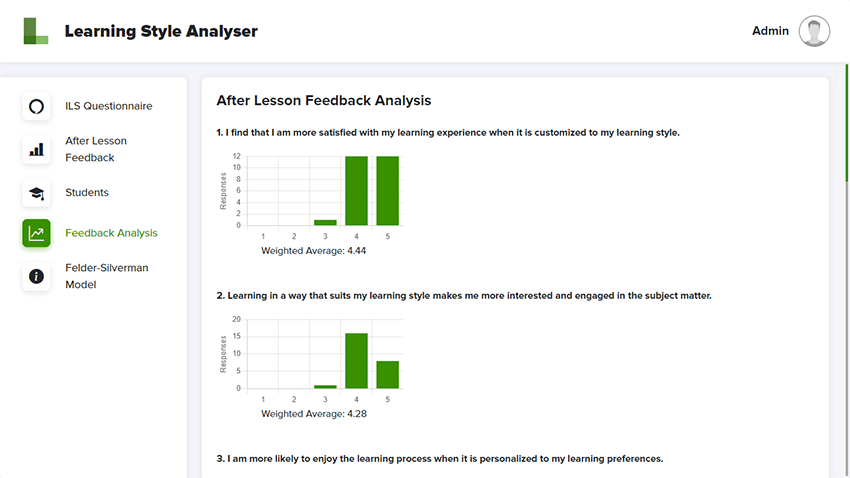 Learning Style Analyser
Admin
ILS Questionnaire
After Lesson
Feedback
Students
Feedback Analysis
Felder-Silverman
Model
After Lesson Feedback Analysis
1. I find that I am more satisfied with my learning experience when it is customized to my learning style.
12
10
8
6
4
2
0
Responses
1 2 3 4 5
Weighted Average: 4.44
2. Learning in a way that suits my learning style makes me more interested and engaged in the subject matter.
20
15
10
5
0
Responses
1 2 3 4 5
Weighted Average: 4.28
3. I am more likely to enjoy the learning process when it is personalized to my learning preferences.